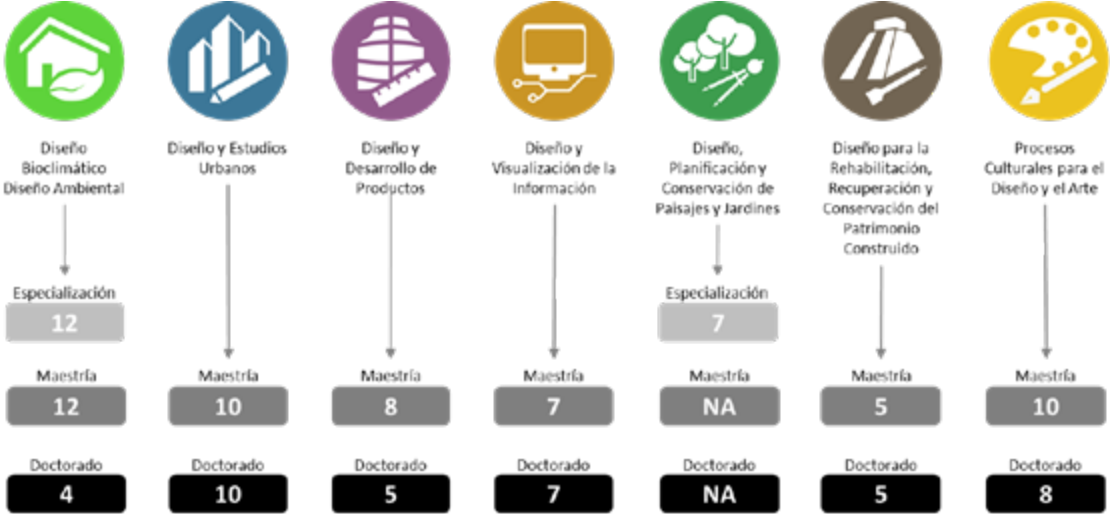 Diseño
Bioclimático
Diseño Ambiental
Especialización
12
Maestría
12
Doctorado
4
Diseño y Estudios
Urbanos
Maestría
10
Doctorado
10
Diseño y
Desarrollo de
Productos
Maestría
8
Doctorado
5
Diseño y
Visualización de la
Información
Maestría
7
Doctorado
7
Diseño,
Planificación y
Conservación de
Paisajes y Jardines
Especialización
7
Maestría
NA
Doctorado
NA
Diseño para la
Rehabilitación,
Recuperación y
Conservación del
Patrimonio
Construido
Maestría
5
Doctorado
5
Procesos
Culturales para el
Diseño y el Arte
Maestría
10
Doctorado
8